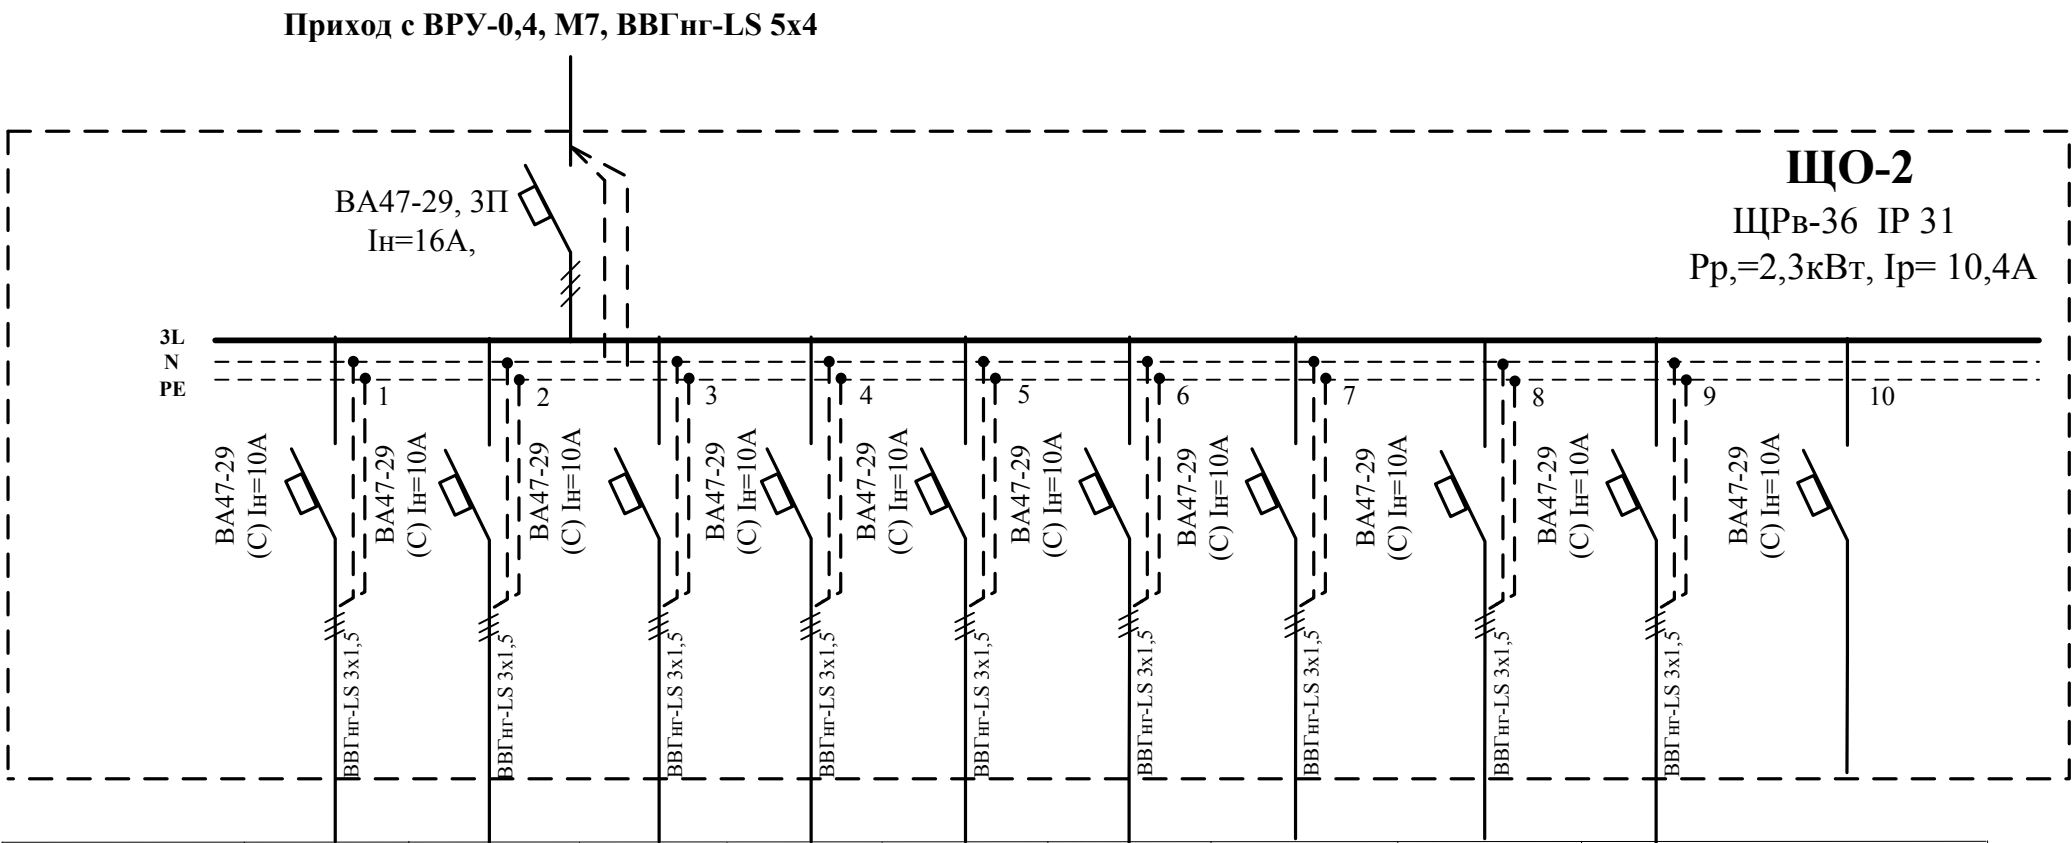 Приход с ВРУ-0,4, М7, ВВГнг-LS 5х4
ЩО-2
ЩРв-36 IP 31
Рр,=2,3кВт, Iр= 10,4А
ВА47-29, 3П
Iн=16А,
3L
N
PE
1
2
3
4
5
6
7
8
9
10
ВА47-29
(С) Iн=10А
ВА47-29
(С) Iн=10А
ВА47-29
(С) Iн=10А
ВА47-29
(С) Iн=10А
ВА47-29
(С) Iн=10А
ВА47-29
(С) Iн=10А
ВА47-29
(С) Iн=10А
ВА47-29
(С) Iн=10А
ВА47-29
(С) Iн=10А
ВА47-29
(С) Iн=10А
ВВГнг-LS 3х1,5
ВВГнг-LS 3х1,5
ВВГнг-LS 3х1,5
ВВГнг-LS 3х1,5
ВВГнг-LS 3х1,5
ВВГнг-LS 3х1,5
ВВГнг-LS 3х1,5
ВВГнг-LS 3х1,5
ВВГнг-LS 3х1,5